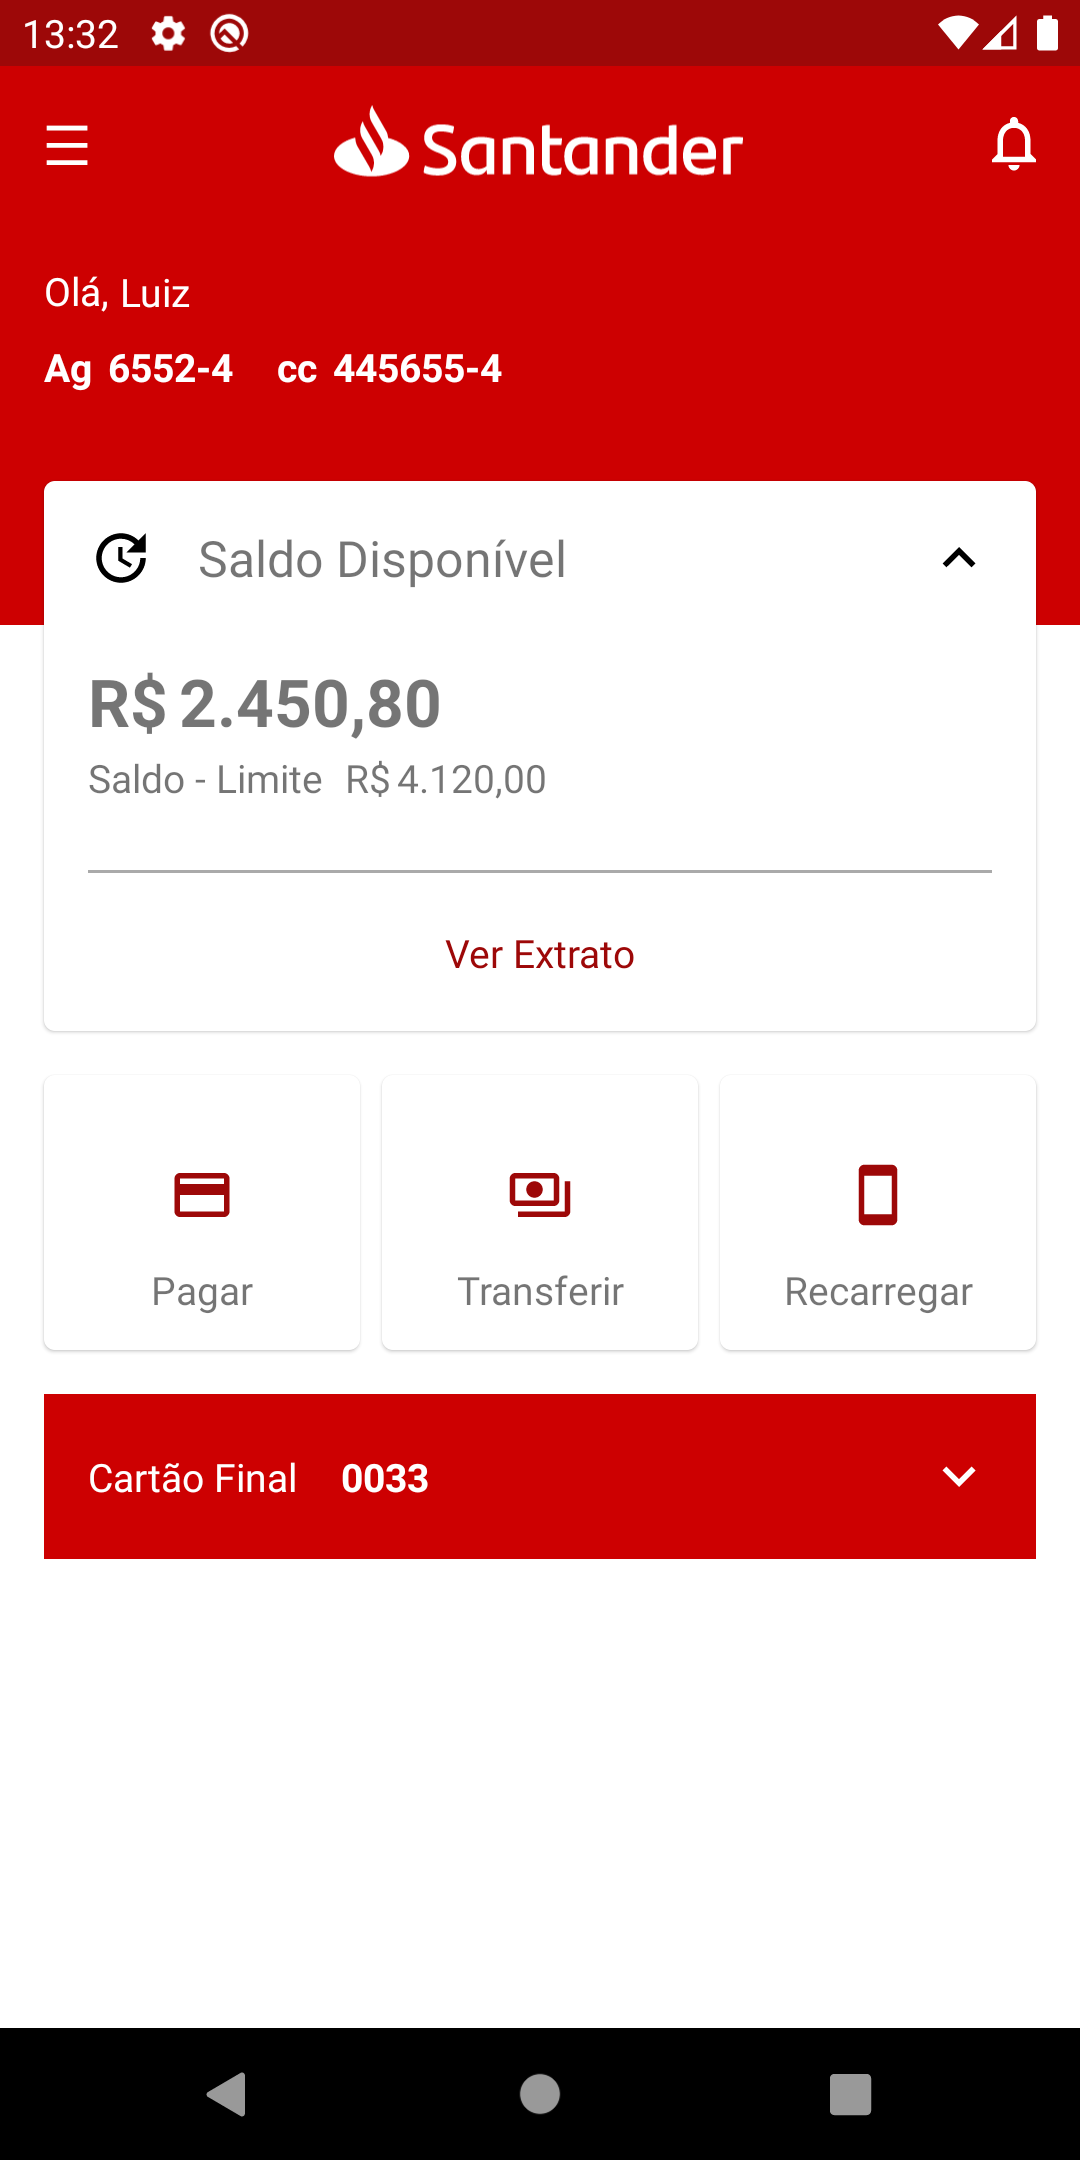 13:32
Santander
Olá, Luiz
Ag 6552-4 cc 445655-4
Saldo Disponível
R$ 2.450,80
Saldo - Limite R$ 4.120,00
Ver Extrato
Pagar Transferir Recarregar
Cartão Final 0033